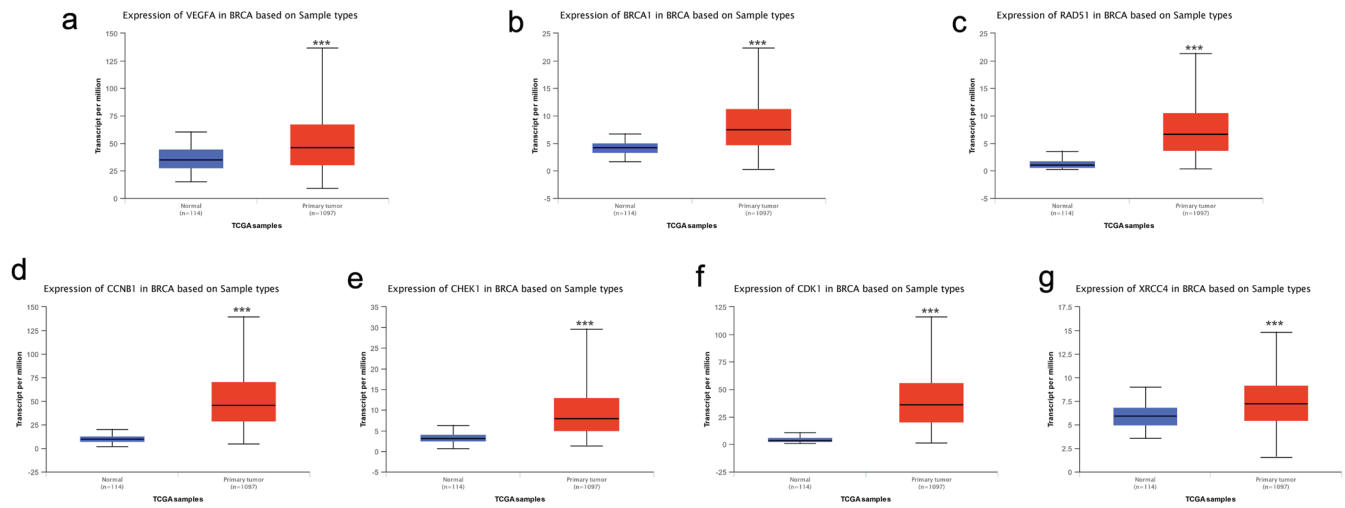 a
Expression of VEGFA in BRCA based on Sample types
Transcript per million
150
125
100
75
50
25
0
***
Normal
(n=114)
Primary tumor
(n=1097)
TCGA samples
b
Expression of BRCA1 in BRCA based on Sample types
Transcript per million
25
20
15
10
5
0
-5
***
Normal
(n=114)
Primary tumor
(n=1097)
TCGA samples
c
Expression of RAD51 in BRCA based on Sample types
Transcript per million
25
20
15
10
5
0
-5
***
Normal
(n=114)
Primary tumor
(n=1097)
TCGA samples
d
Expression of CCNB1 in BRCA based on Sample types
Transcript per million
150
125
100
75
50
25
0
-25
***
Normal
(n=114)
Primary tumor
(n=1097)
TCGA samples
e
Expression of CHEK1 in BRCA based on Sample types
Transcript per million
35
30
25
20
15
10
5
0
-5
***
Normal
(n=114)
Primary tumor
(n=1097)
TCGA samples
f
Expression of CDK1 in BRCA based on Sample types
Transcript per million
125
100
75
50
25
0
-25
***
Normal
(n=114)
Primary tumor
(n=1097)
TCGA samples
g
Expression of XRCC4 in BRCA based on Sample types
Transcript per million
17.5
15
12.5
10
7.5
5
2.5
0
***
Normal
(n=114)
Primary tumor
(n=1097)
TCGA samples